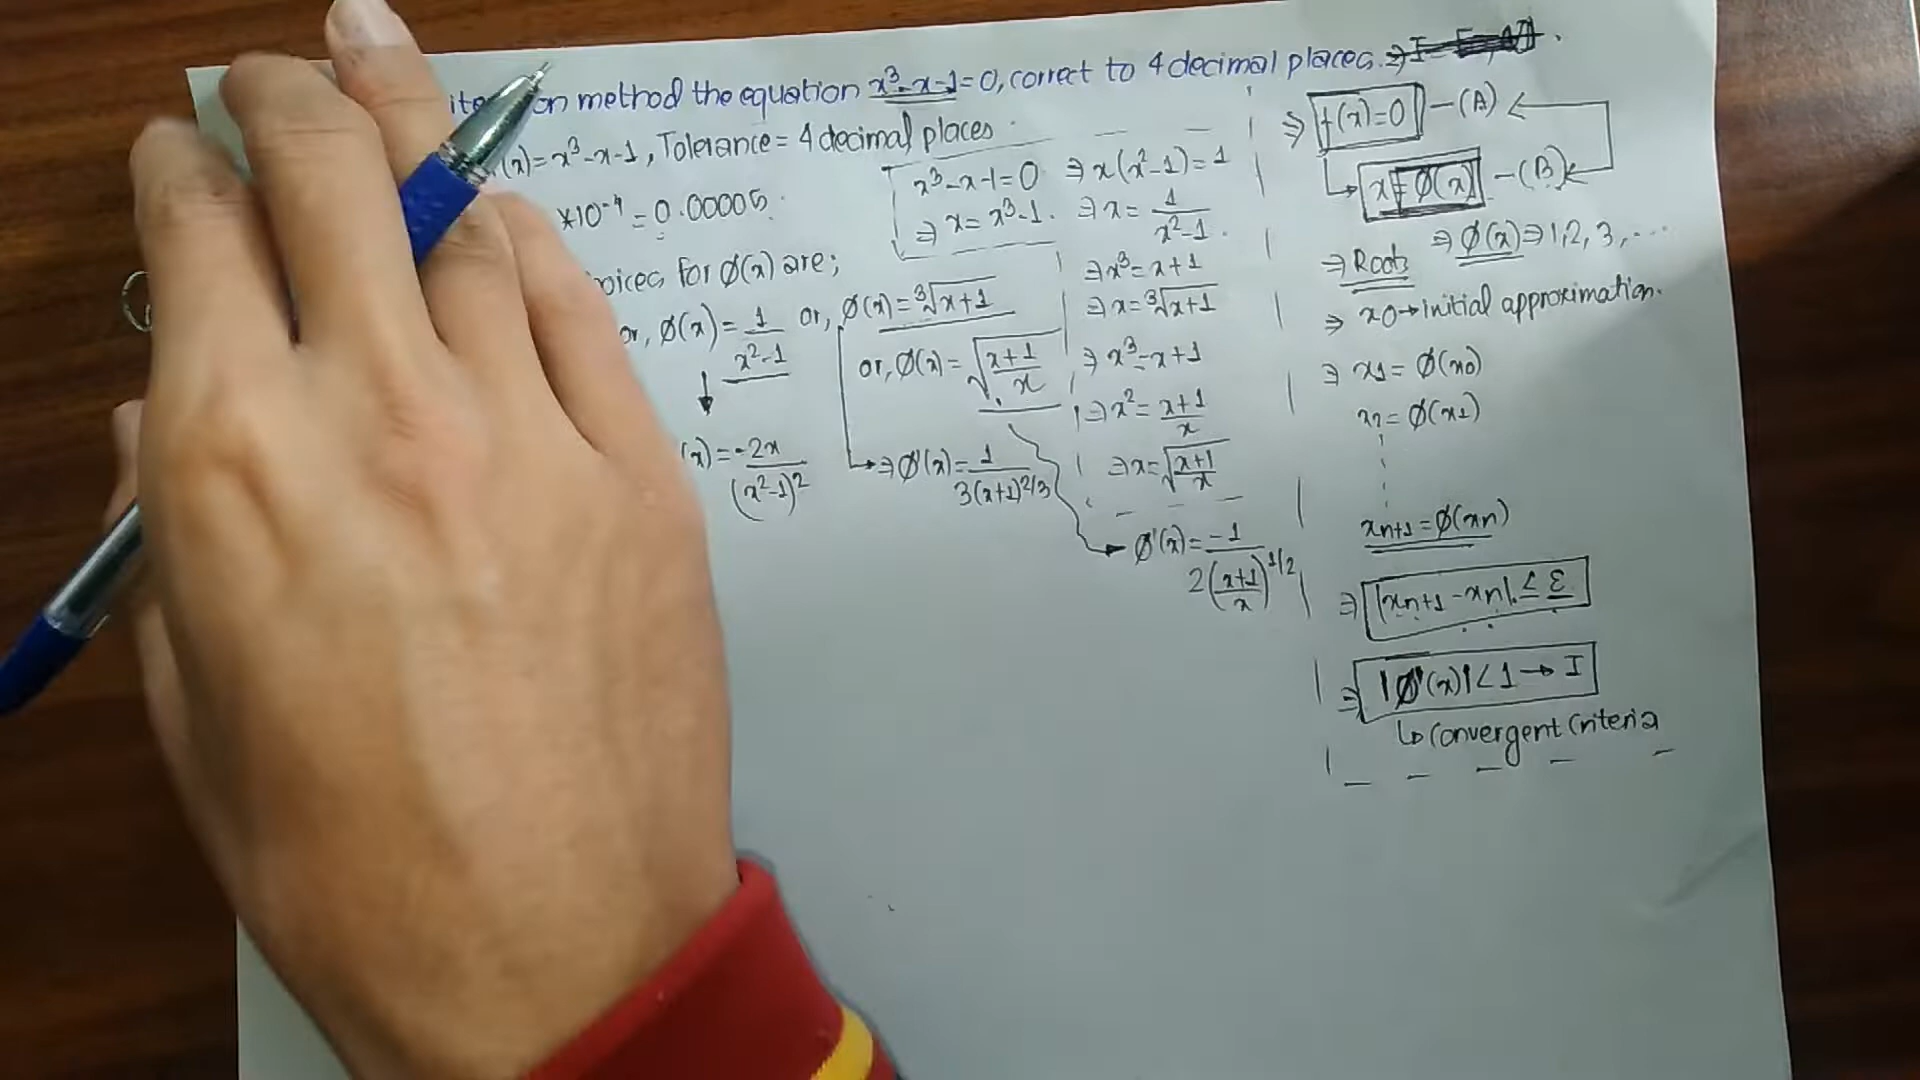 on method the equation x³-x-1=0, correct to 4 decimal places.
(x)=x³-x-1, Tolerance = 4 decimal places
×10⁻⁴ = 0.00005
for ø(x) are;
or, ø(x) = 1/(x²-1) or, ø(x) = ³√(x+1)
or, ø(x) = √((x+1)/x)
(x) = -2x/(x²-1)²
⇒ ø'(x) = 1/(3(x+1)^2/3)
ø'(x) = -1/(2((x+1)/x)^1/2)
x³-x-1=0
⇒ x = x³-1.
⇒ x(x²-1)=1
⇒ x = 1/(x²-1).
⇒ x³=x+1
⇒ x=³√(x+1)
⇒ x³=x+1
⇒ x² = (x+1)/x
⇒ x=√((x+1)/x)
⇒ f(x)=0 — (A)
x=ø(x) — (B)
⇒ Roots ⇒ ø(x) ⇒ 1,2,3,...
⇒ x0→initial approximation.
⇒ x1 = ø(x0)
x2 = ø(x1)
xn+1 = ø(xn)
⇒ |xn+1 - xn| ≤ ε
⇒ |ø'(x)|<1 → I
↳ Convergent Criteria